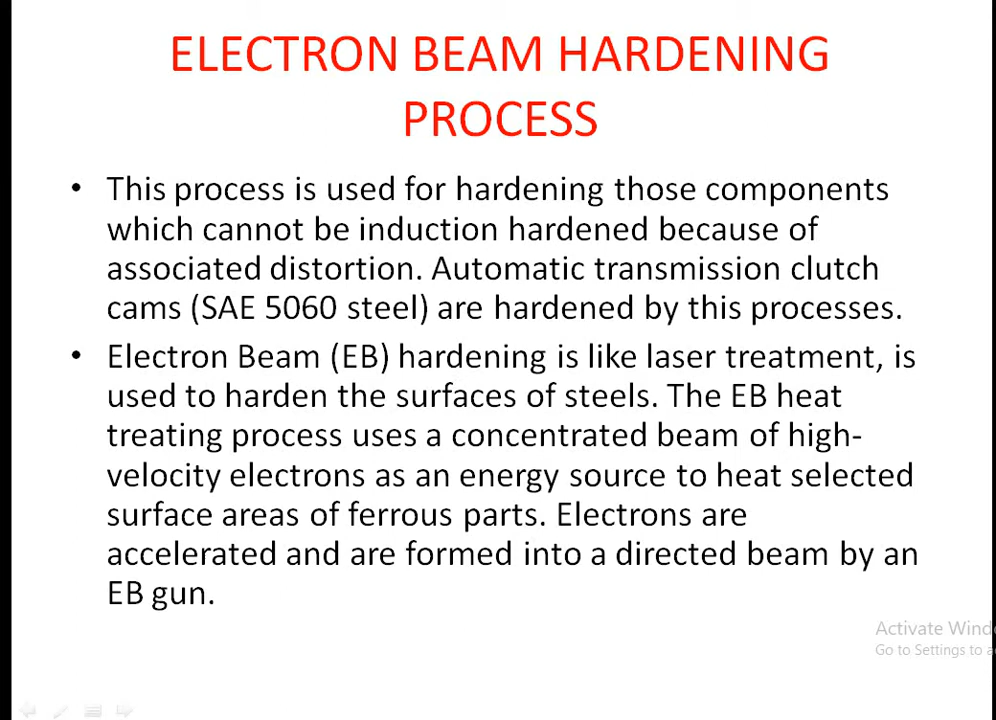 ELECTRON BEAM HARDENING
PROCESS
• This process is used for hardening those components
which cannot be induction hardened because of
associated distortion. Automatic transmission clutch
cams (SAE 5060 steel) are hardened by this processes.
• Electron Beam (EB) hardening is like laser treatment, is
used to harden the surfaces of steels. The EB heat
treating process uses a concentrated beam of high-
velocity electrons as an energy source to heat selected
surface areas of ferrous parts. Electrons are
accelerated and are formed into a directed beam by an
EB gun.
Activate Wind
Go to Settings to a